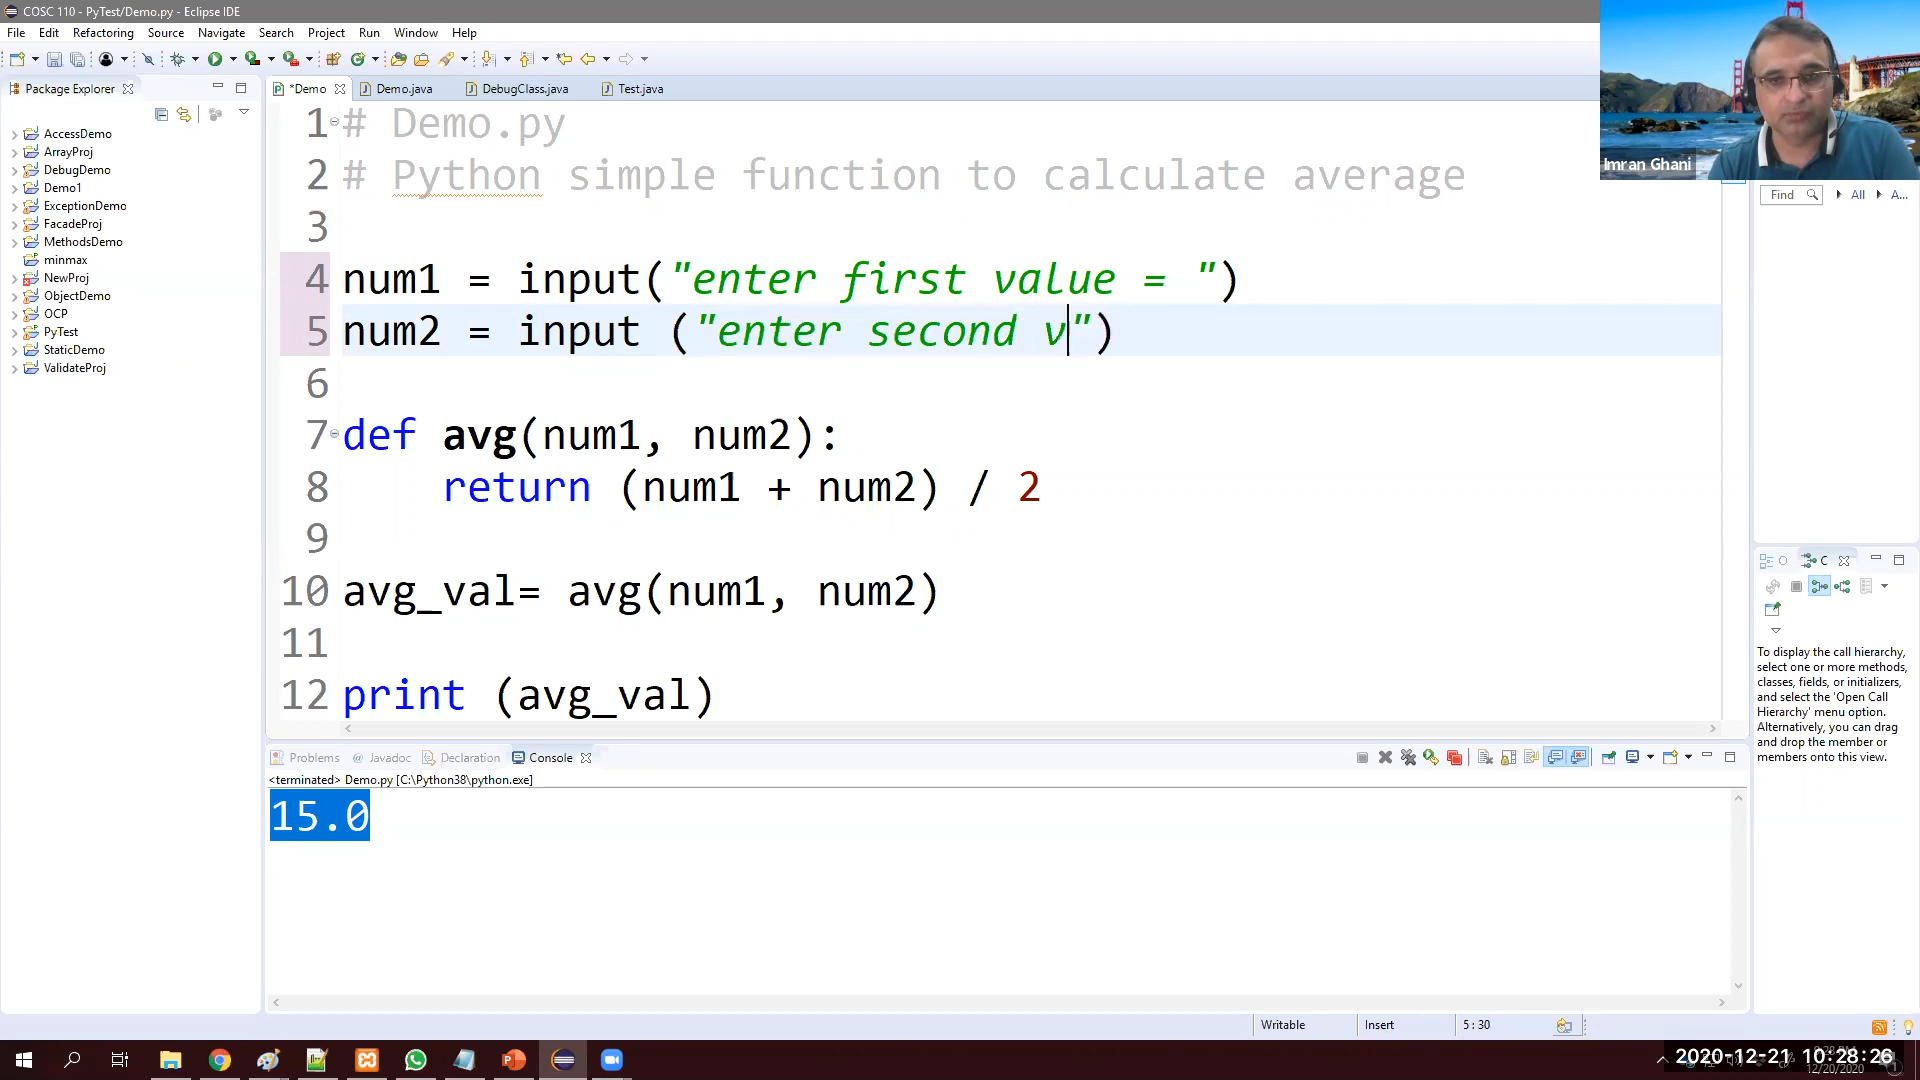 COSC 110 - PyTest/Demo.py - Eclipse IDE
File Edit Refactoring Source Navigate Search Project Run Window Help
Package Explorer
*Demo Demo.java DebugClass.java Test.java
AccessDemo
ArrayProj
DebugDemo
Demo1
ExceptionDemo
FacadeProj
MethodsDemo
minmax
NewProj
ObjectDemo
OCP
PyTest
StaticDemo
ValidateProj
1 # Demo.py
2 # Python simple function to calculate average
3
4 num1 = input("enter first value = ")
5 num2 = input ("enter second v")
6
7 def avg(num1, num2):
8 return (num1 + num2) / 2
9
10 avg_val= avg(num1, num2)
11
12 print (avg_val)
Imran Ghani
Find All A...
To display the call hierarchy,
select one or more methods,
classes, fields, or initializers,
and select the 'Open Call
Hierarchy' menu option.
Alternatively, you can drag
and drop the member or
members onto this view.
Problems Javadoc Declaration Console
<terminated> Demo.py [C:\Python38\python.exe]
15.0
Writable Insert 5 : 30
2020-12-21 10:28:26
12/20/2020